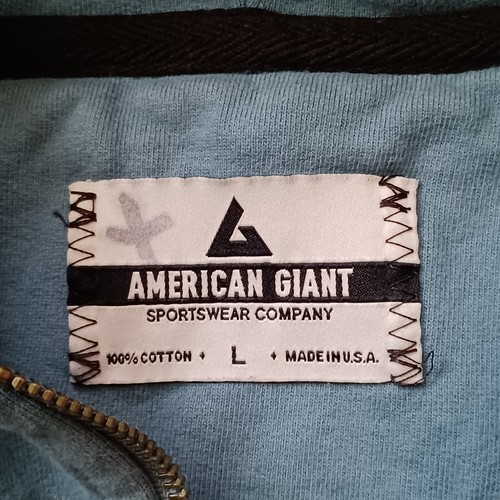 AMERICAN GIANT
SPORTSWEAR COMPANY
100% COTTON ♦ L ♦ MADE IN U.S.A.